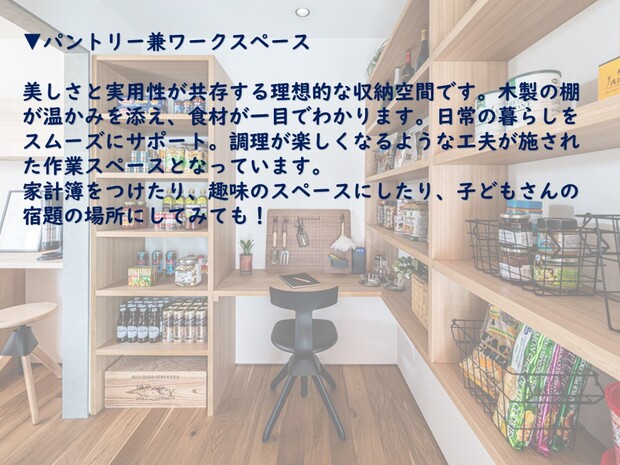 ▼パントリー兼ワークスペース
美しさと実用性が共存する理想的な収納空間です。木製の棚
が温かみを添え、食材が一目でわかります。日常の暮らしを
スムーズにサポート。調理が楽しくなるような工夫が施され
た作業スペースとなっています。
家計簿をつけたり、趣味のスペースにしたり、子どもさんの
宿題の場所にしてみても！